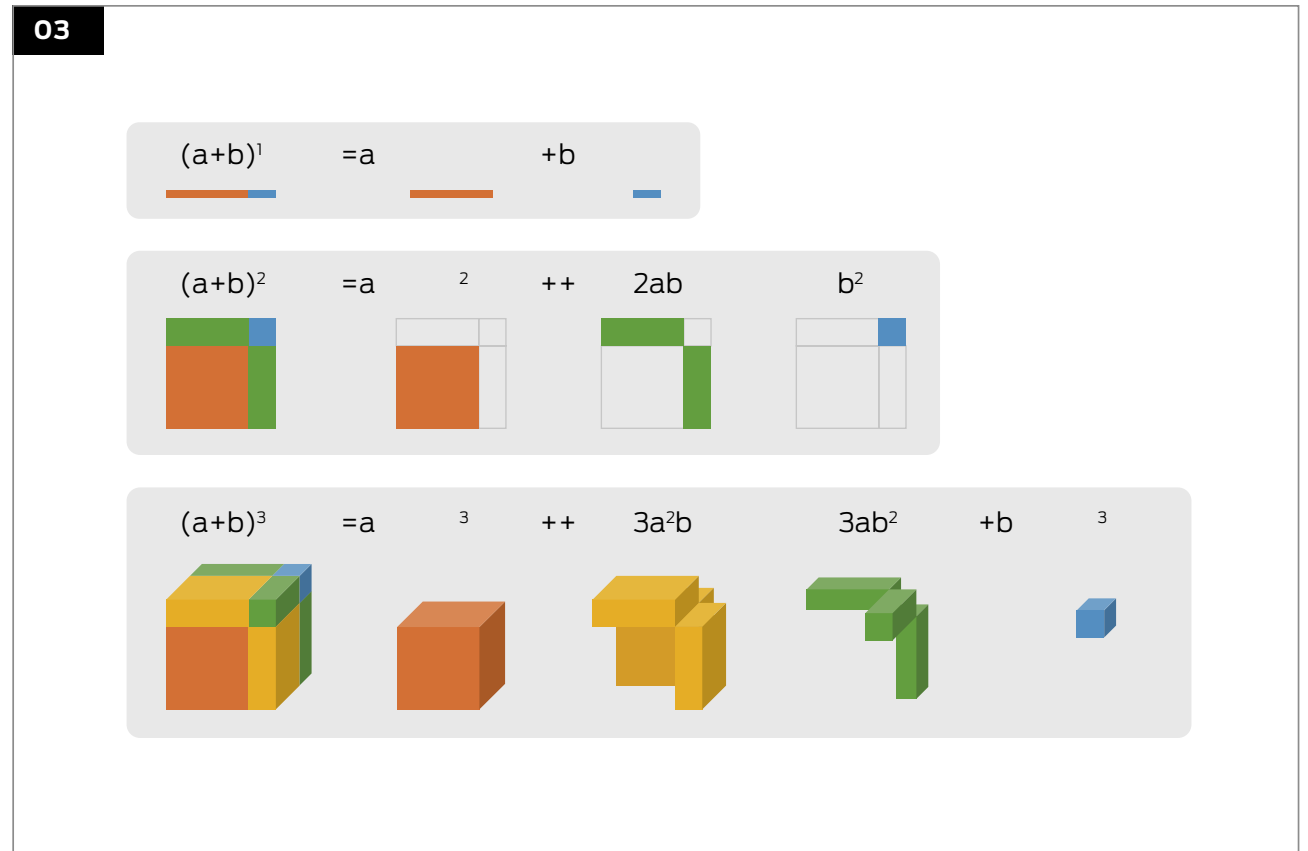 03
(a+b)¹ =a +b
(a+b)² =a ² ++ 2ab b²
(a+b)³ =a ³ ++ 3a²b 3ab² +b ³